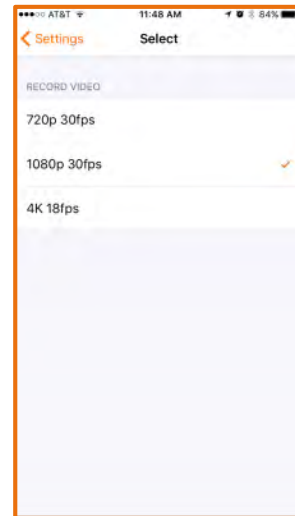 AT&T 11:48 AM 84%
Settings Select
RECORD VIDEO
720p 30fps
1080p 30fps
4K 18fps